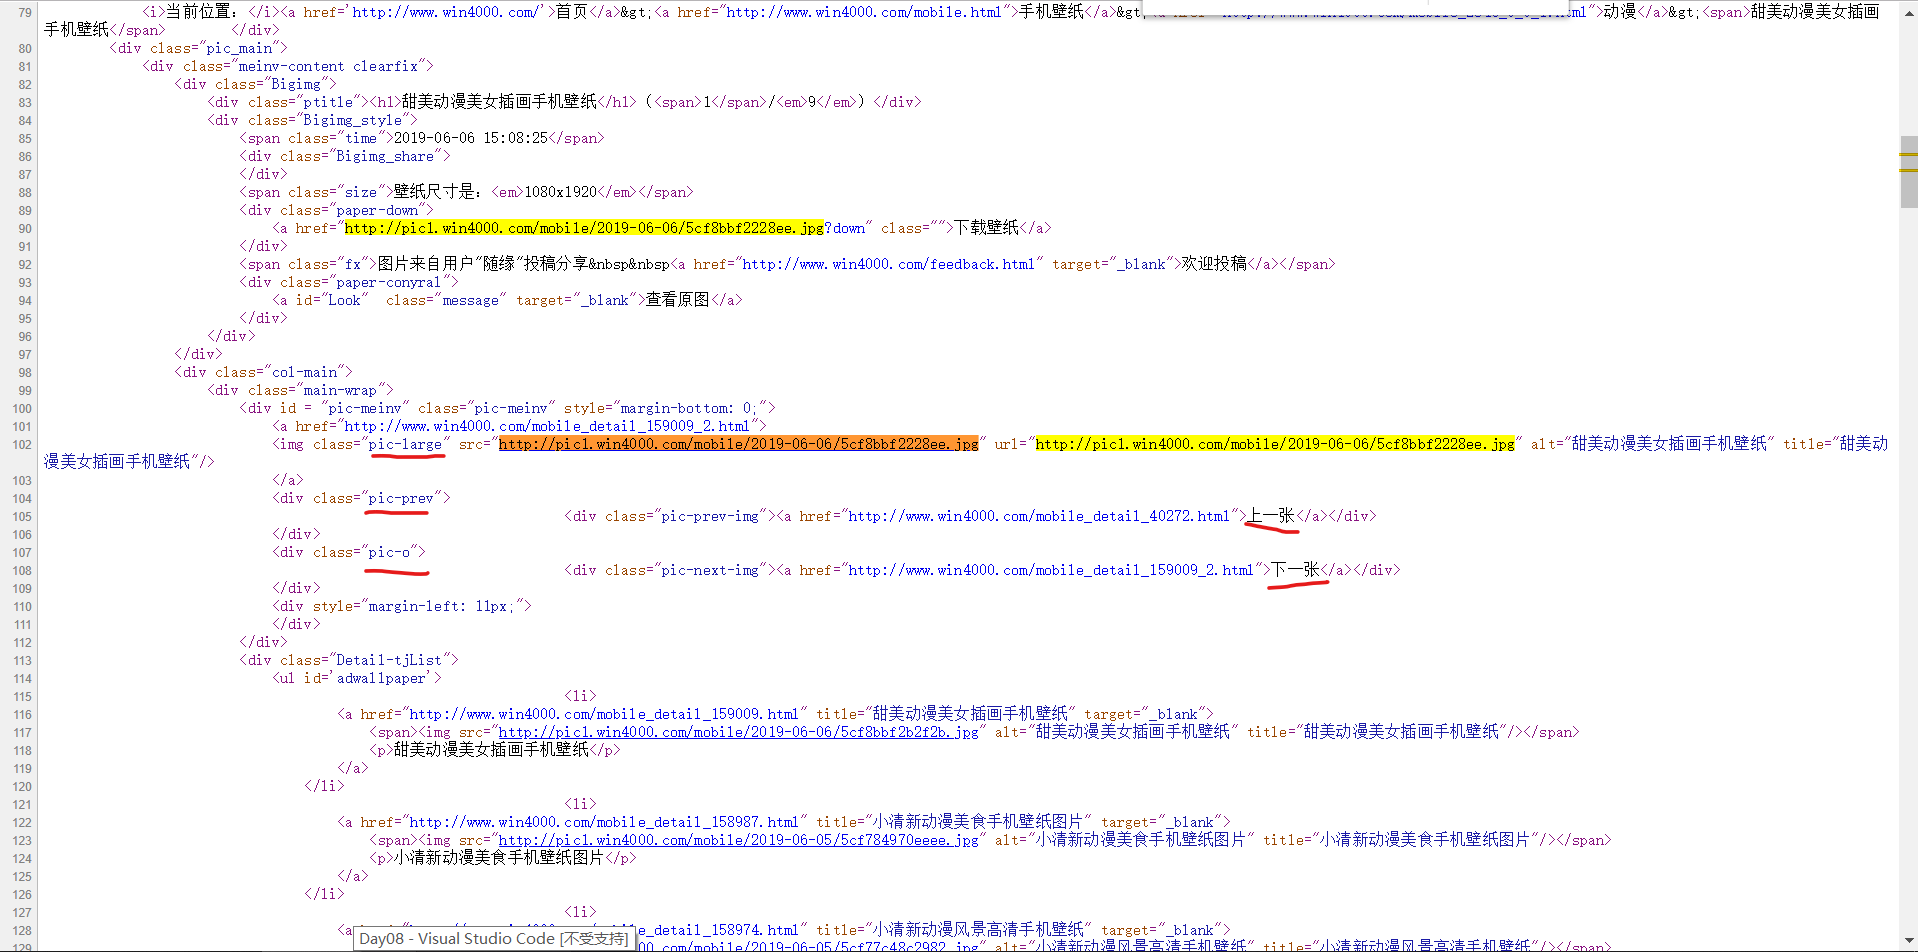 79 <i>当前位置：</i><a href='http://www.win4000.com/'>首页</a>&gt;<a href="http://www.win4000.com/mobile.html">手机壁纸</a>&gt;">动漫</a>&gt;<span>甜美动漫美女插画
手机壁纸</span> </div>
80 <div class="pic_main">
81 <div class="meinv-content clearfix">
82 <div class="Bigimg">
83 <div class="ptitle"><h1>甜美动漫美女插画手机壁纸</h1>（<span>1</span>/<em>9</em>）</div>
84 <div class="Bigimg_style">
85 <span class="time">2019-06-06 15:08:25</span>
86 <div class="Bigimg_share">
87 </div>
88 <span class="size">壁纸尺寸是：<em>1080x1920</em></span>
89 <div class="paper-down">
90 <a href="http://pic1.win4000.com/mobile/2019-06-06/5cf8bbf2228ee.jpg?down" class="">下载壁纸</a>
91 </div>
92 <span class="fx">图片来自用户"随缘"投稿分享&nbsp&nbsp<a href="http://www.win4000.com/feedback.html" target="_blank">欢迎投稿</a></span>
93 <div class="paper-conyral">
94 <a id="Look"  class="message" target="_blank">查看原图</a>
95 </div>
96 </div>
97 </div>
98 <div class="col-main">
99 <div class="main-wrap">
100 <div id = "pic-meinv" class="pic-meinv" style="margin-bottom: 0;">
101 <a href="http://www.win4000.com/mobile_detail_159009_2.html">
102 <img class="pic-large" src="http://pic1.win4000.com/mobile/2019-06-06/5cf8bbf2228ee.jpg" url="http://pic1.win4000.com/mobile/2019-06-06/5cf8bbf2228ee.jpg" alt="甜美动漫美女插画手机壁纸" title="甜美动
漫美女插画手机壁纸"/>
103 </a>
104 <div class="pic-prev">
105 <div class="pic-prev-img"><a href="http://www.win4000.com/mobile_detail_40272.html">上一张</a></div>
106 </div>
107 <div class="pic-o">
108 <div class="pic-next-img"><a href="http://www.win4000.com/mobile_detail_159009_2.html">下一张</a></div>
109 </div>
110 <div style="margin-left: 11px;">
111 </div>
112 </div>
113 <div class="Detail-tjList">
114 <ul id='adwallpaper'>
115 <li>
116 <a href="http://www.win4000.com/mobile_detail_159009.html" title="甜美动漫美女插画手机壁纸" target="_blank">
117 <span><img src="http://pic1.win4000.com/mobile/2019-06-06/5cf8bbf2b2f2b.jpg" alt="甜美动漫美女插画手机壁纸" title="甜美动漫美女插画手机壁纸"/></span>
118 <p>甜美动漫美女插画手机壁纸</p>
119 </a>
120 </li>
121 <li>
122 <a href="http://www.win4000.com/mobile_detail_158987.html" title="小清新动漫美食手机壁纸图片" target="_blank">
123 <span><img src="http://pic1.win4000.com/mobile/2019-06-05/5cf784970eeee.jpg" alt="小清新动漫美食手机壁纸图片" title="小清新动漫美食手机壁纸图片"/></span>
124 <p>小清新动漫美食手机壁纸图片</p>
125 </a>
126 </li>
127 <li>
128 <a .com/mobile_detail_158974.html" title="小清新动漫风景高清手机壁纸" target="_blank">
Day08 - Visual Studio Code [不受支持]
129 000.com/mobile/2019-06-05/5cf77c48c2982.jpg" alt="小清新动漫风景高清手机壁纸" title="小清新动漫风景高清手机壁纸"/></span>